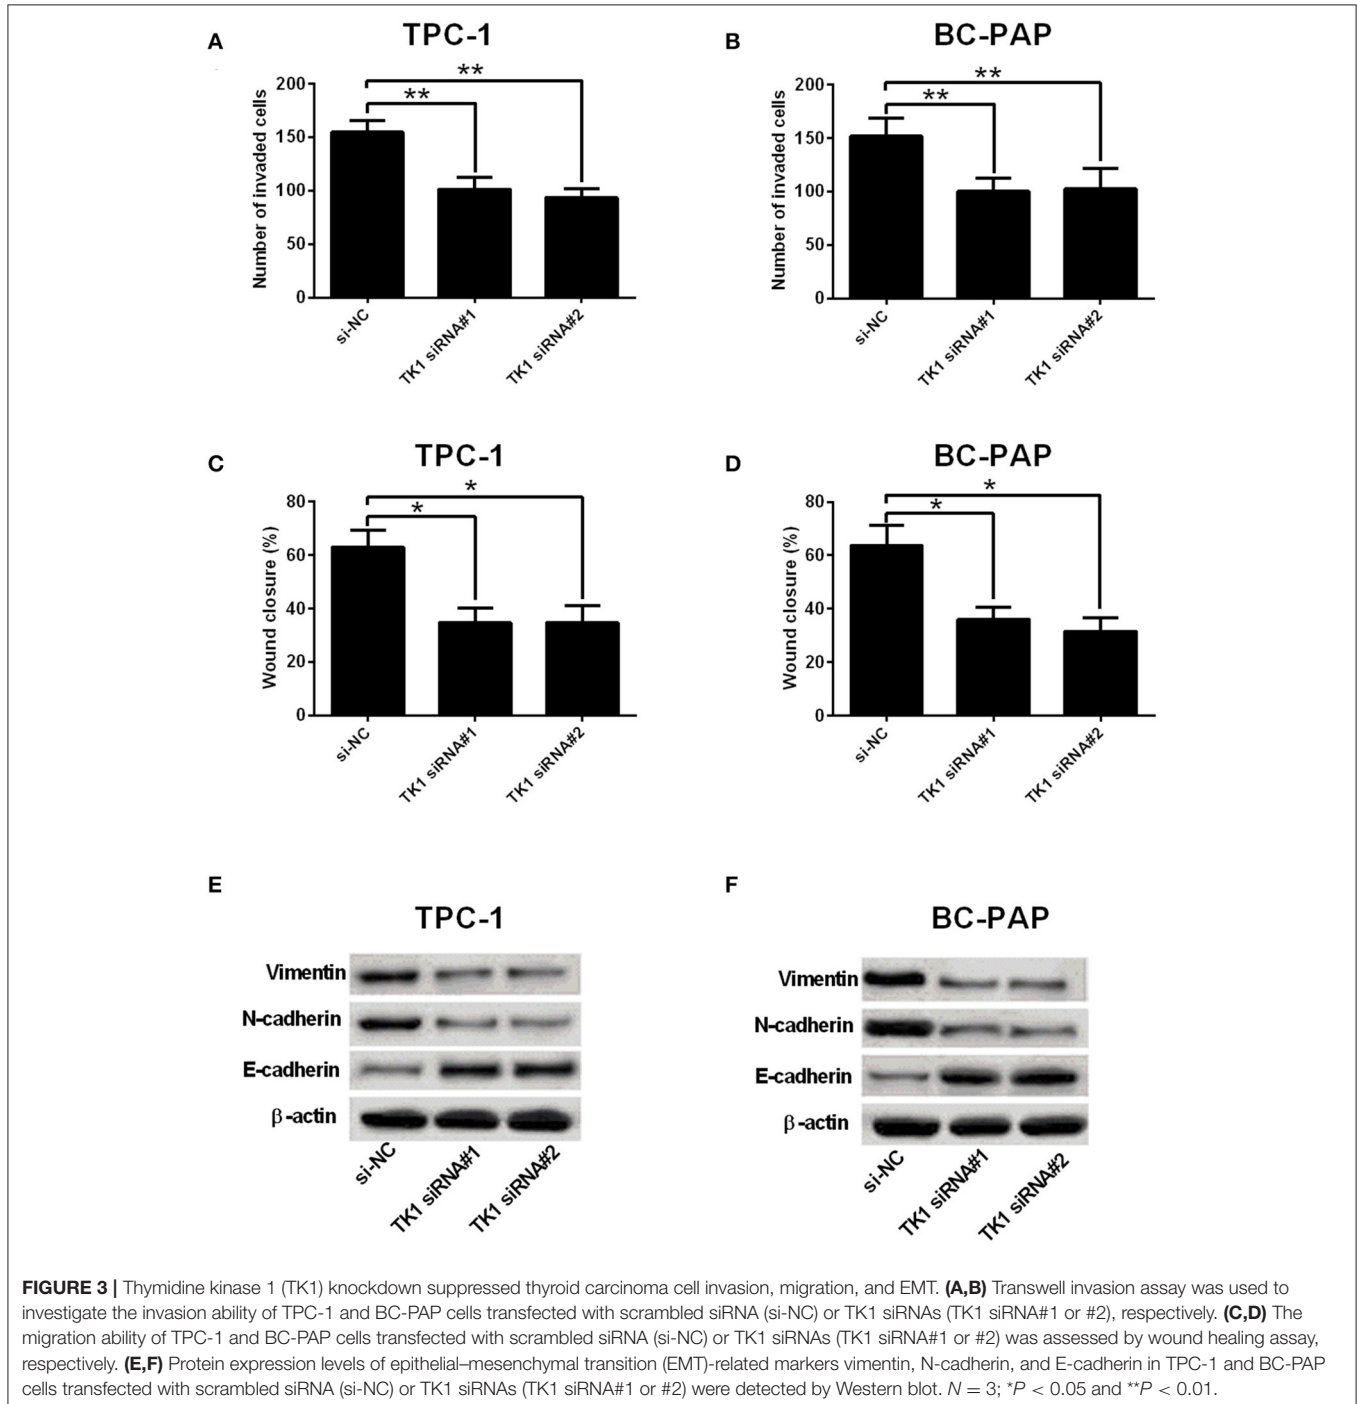 A
TPC-1
Number of invaded cells
200
150
100
50
0
**
**
si-NC
TK1 siRNA#1
TK1 siRNA#2
B
BC-PAP
Number of invaded cells
200
150
100
50
0
**
**
si-NC
TK1 siRNA#1
TK1 siRNA#2
C
TPC-1
Wound closure (%)
80
60
40
20
0
*
*
si-NC
TK1 siRNA#1
TK1 siRNA#2
D
BC-PAP
Wound closure (%)
80
60
40
20
0
*
*
si-NC
TK1 siRNA#1
TK1 siRNA#2
E
TPC-1
Vimentin
N-cadherin
E-cadherin
β-actin
si-NC
TK1 siRNA#1
TK1 siRNA#2
F
BC-PAP
Vimentin
N-cadherin
E-cadherin
β-actin
si-NC
TK1 siRNA#1
TK1 siRNA#2
FIGURE 3 | Thymidine kinase 1 (TK1) knockdown suppressed thyroid carcinoma cell invasion, migration, and EMT. (A,B) Transwell invasion assay was used to
investigate the invasion ability of TPC-1 and BC-PAP cells transfected with scrambled siRNA (si-NC) or TK1 siRNAs (TK1 siRNA#1 or #2), respectively. (C,D) The
migration ability of TPC-1 and BC-PAP cells transfected with scrambled siRNA (si-NC) or TK1 siRNAs (TK1 siRNA#1 or #2) was assessed by wound healing assay,
respectively. (E,F) Protein expression levels of epithelial–mesenchymal transition (EMT)-related markers vimentin, N-cadherin, and E-cadherin in TPC-1 and BC-PAP
cells transfected with scrambled siRNA (si-NC) or TK1 siRNAs (TK1 siRNA#1 or #2) were detected by Western blot. N = 3; *P < 0.05 and **P < 0.01.